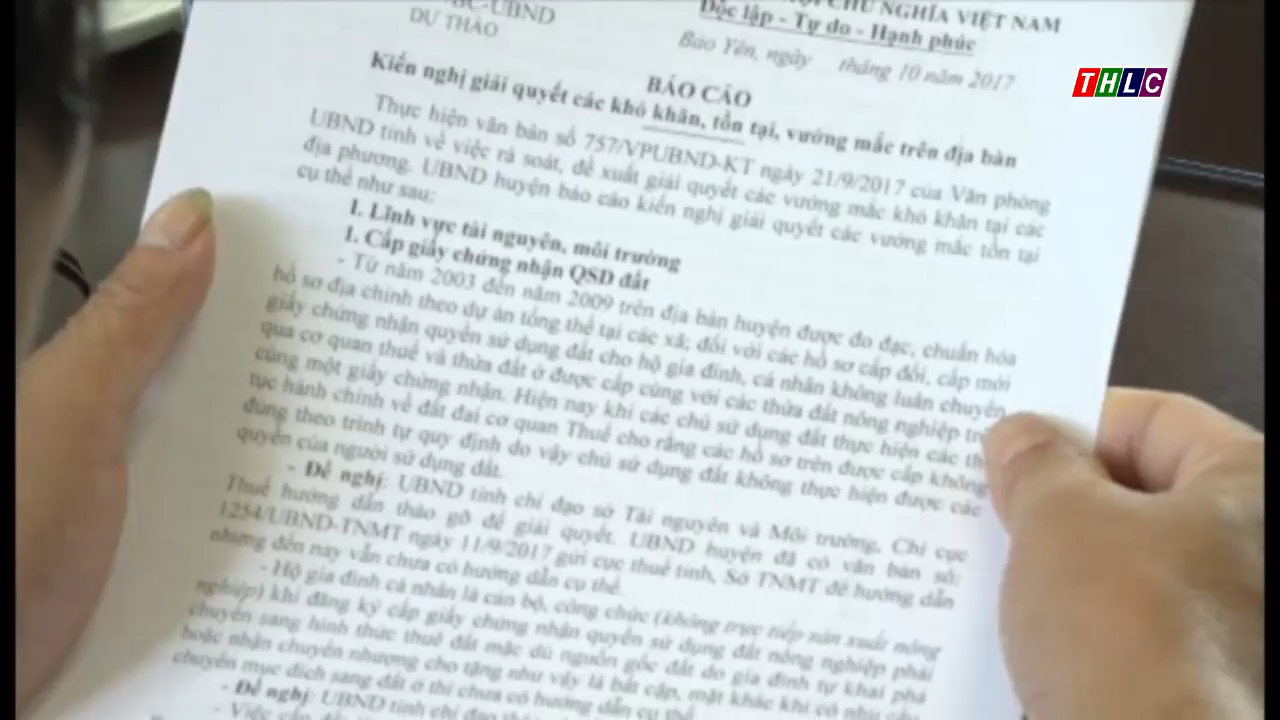 CHỦ NGHĨA VIỆT NAM
THLC
BC-UBND
Độc lập - Tự do - Hạnh phúc
DỰ THẢO
Bảo Yên, ngày tháng 10 năm 2017
BÁO CÁO
Kiến nghị giải quyết các khó khăn, tồn tại, vướng mắc trên địa bàn
Thực hiện văn bản số 757/VPUBND-KT ngày 21/9/2017 của Văn phòng
UBND tỉnh về việc rà soát, đề xuất giải quyết các vướng mắc khó khăn tại các
địa phương. UBND huyện báo cáo kiến nghị giải quyết các vướng mắc tồn tại
cụ thể như sau:
I. Lĩnh vực tài nguyên, môi trường
1. Cấp giấy chứng nhận QSD đất
- Từ năm 2003 đến năm 2009 trên địa bàn huyện được đo đạc, chuẩn hóa
hồ sơ địa chính theo dự án tổng thể tại các xã; đối với các hồ sơ cấp đổi, cấp mới
giấy chứng nhận quyền sử dụng đất cho hộ gia đình, cá nhân không luân chuyển
qua cơ quan thuế và thửa đất ở được cấp cùng với các thửa đất nông nghiệp
cùng một giấy chứng nhận. Hiện nay khi các chủ sử dụng đất thực hiện các
tục hành chính về đất đai cơ quan Thuế cho rằng các hồ sơ trên được cấp không
đúng theo trình tự quy định do vậy chủ sử dụng đất không thực hiện được các
quyền của người sử dụng đất.
- Đề nghị: UBND tỉnh chỉ đạo sở Tài nguyên và Môi trường, Chi cục
Thuế hướng dẫn tháo gỡ để giải quyết. UBND huyện đã có văn bản số:
1254/UBND-TNMT ngày 11/9/2017 gửi cục thuế tỉnh, Sở TNMT để hướng dẫn
nhưng đến nay vẫn chưa có hướng dẫn cụ thể.
- Hộ gia đình cá nhân là cán bộ, công chức (không trực tiếp sản xuất nông
nghiệp) khi đăng ký cấp giấy chứng nhận quyền sử dụng đất nông nghiệp phải
chuyển sang hình thức thuê đất mặc dù nguồn gốc đất do gia đình tự khai phá
hoặc nhận chuyển nhượng cho tặng như vậy là bất cập, mặt khác khi có nhu cầu
chuyển mục đích sang đất ở thì chưa có hướng dẫn cụ thể.
- Đề nghị: UBND tỉnh chỉ đạo
- Việc